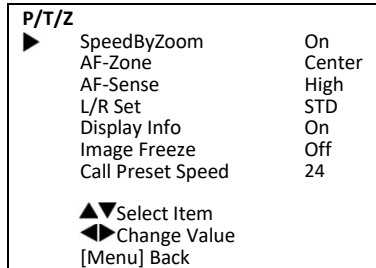 P/T/Z
▶ SpeedByZoom On
AF-Zone Center
AF-Sense High
L/R Set STD
Display Info On
Image Freeze Off
Call Preset Speed 24
▲▼Select Item
◀▶Change Value
[Menu] Back